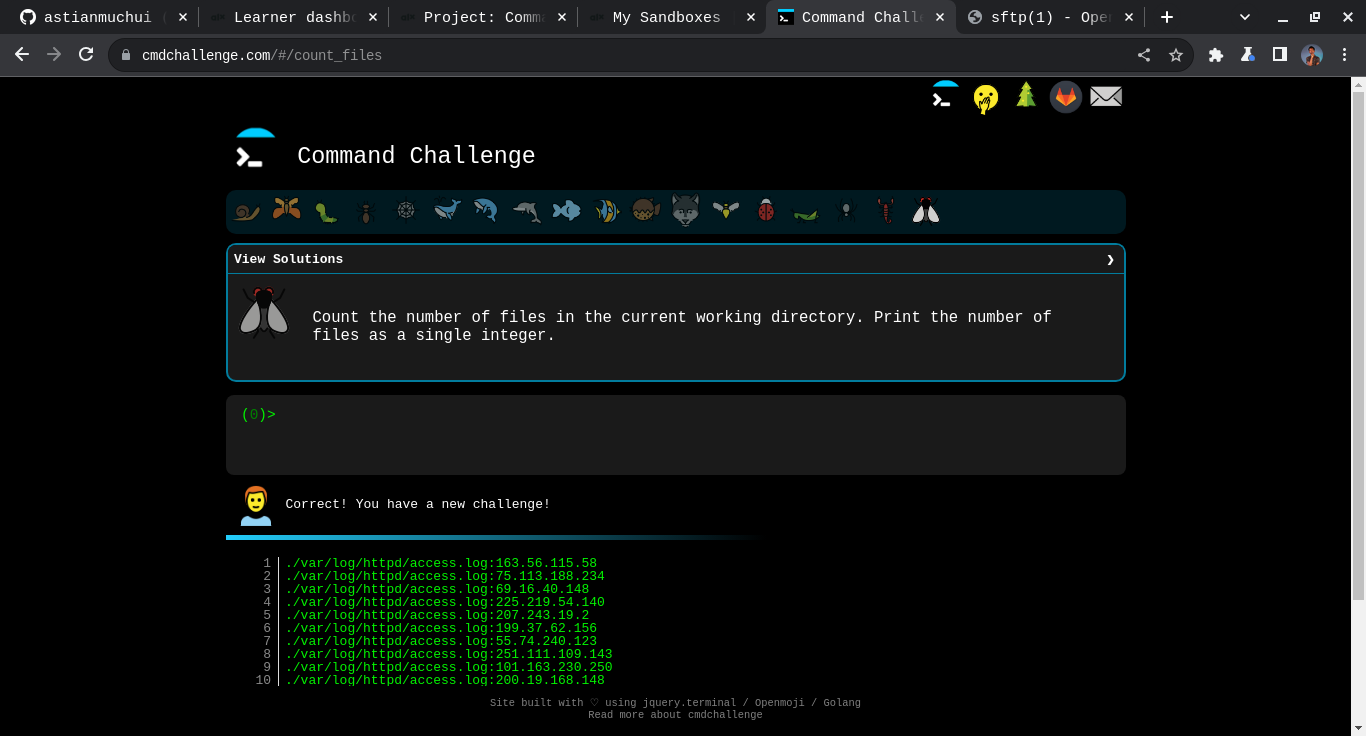 astianmuchui (
Learner dashbo
Project: Comma
My Sandboxes
Command Challe
sftp(1) - Open
cmdchallenge.com/#/count_files
Command Challenge
View Solutions
Count the number of files in the current working directory. Print the number of
files as a single integer.
(0)>
Correct! You have a new challenge!
1 ./var/log/httpd/access.log:163.56.115.58
2 ./var/log/httpd/access.log:75.113.188.234
3 ./var/log/httpd/access.log:69.16.40.148
4 ./var/log/httpd/access.log:225.219.54.140
5 ./var/log/httpd/access.log:207.243.19.2
6 ./var/log/httpd/access.log:199.37.62.156
7 ./var/log/httpd/access.log:55.74.240.123
8 ./var/log/httpd/access.log:251.111.109.143
9 ./var/log/httpd/access.log:101.163.230.250
10 ./var/log/httpd/access.log:200.19.168.148
Site built with ♡ using jquery.terminal / Openmoji / Golang
Read more about cmdchallenge